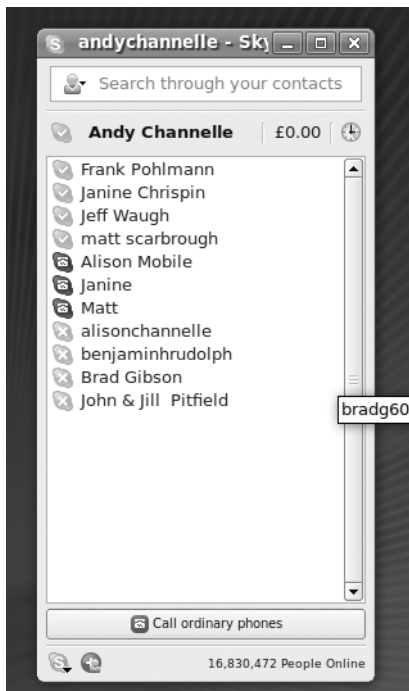 andychannelle - Sky
Search through your contacts
Andy Channelle £0.00
Frank Pohlmann
Janine Chrispin
Jeff Waugh
matt scarbrough
Alison Mobile
Janine
Matt
alisonchannelle
benjaminhrudolph
Brad Gibson
John & Jill Pitfield
bradg60
Call ordinary phones
16,830,472 People Online